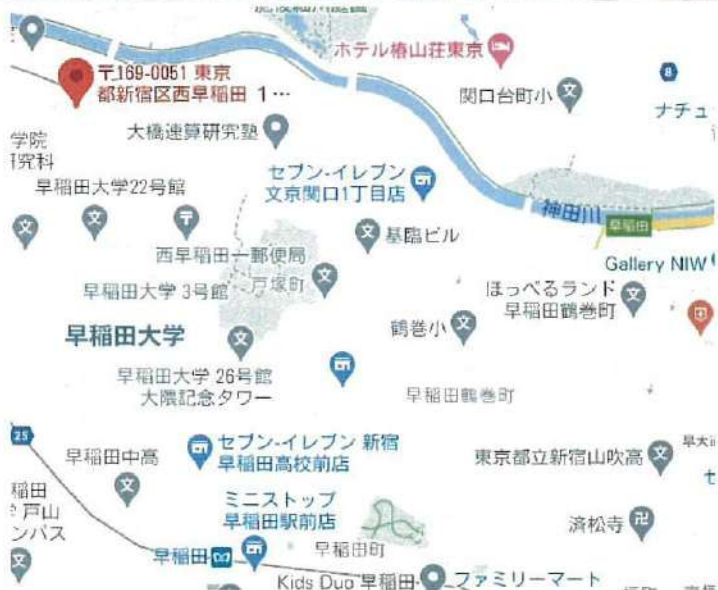 ホテル椿山荘東京
〒169-0051 東京
都新宿区西早稲田 1…
関口台町小
8
ナチュ
大橋速算研究塾
学院
セブン-イレブン
文京関口1丁目店
早稲田大学22号館
神田川
早稲田
西早稲田一郵便局
基臨ビル
Gallery NIW
早稲田大学 3号館
戸塚町
ほっぺるランド
早稲田鶴巻町
早稲田大学
鶴巻小
早稲田大学 26号館
大隈記念タワー
早稲田鶴巻町
25
早稲田中高
セブン-イレブン 新宿
早稲田高校前店
東京都立新宿山吹高
早大
セ
稲田
戸山
ンパス
ミニストップ
早稲田駅前店
済松寺
早稲田
早稲田町
Kids Duo 早稲田
ファミリーマート